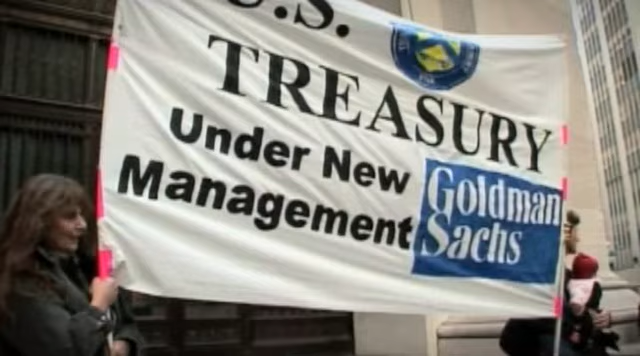 U.S.
TREASURY
Under New
Management
Goldman
Sachs